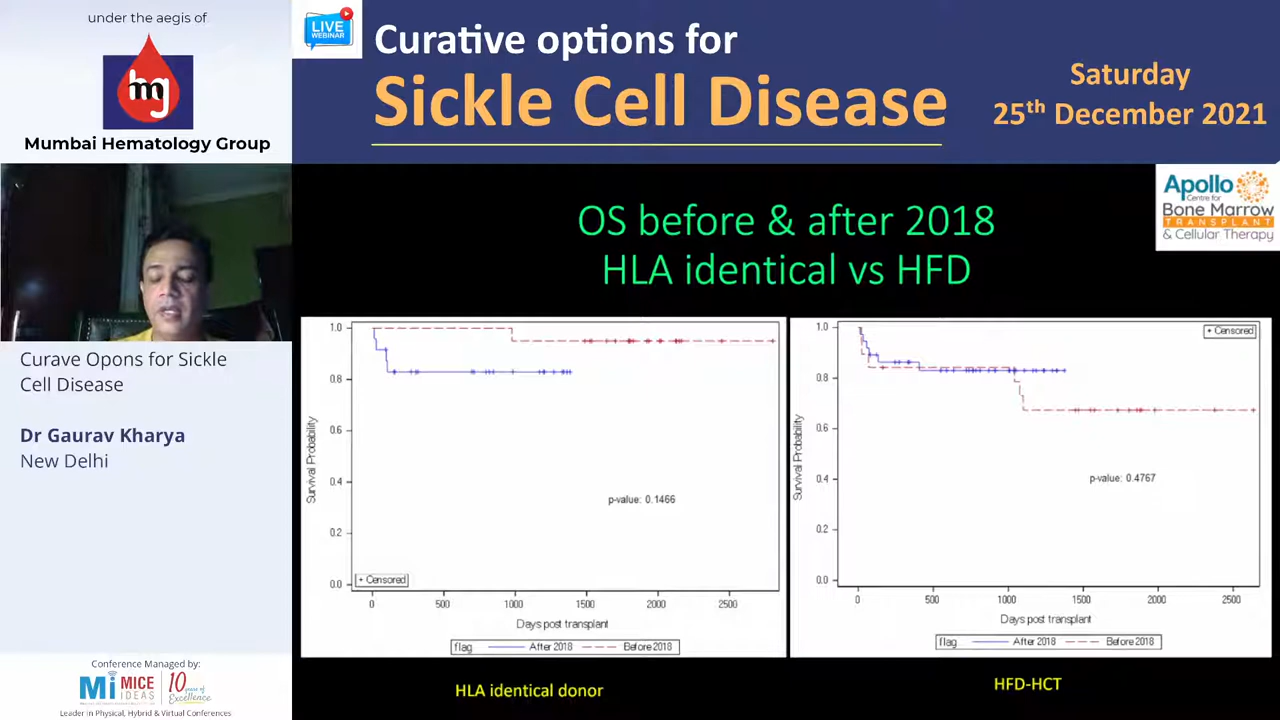 under the aegis of
mg
Mumbai Hematology Group
LIVE
WEBINAR
Curative options for
Sickle Cell Disease
Saturday
25th December 2021
Apollo
Centre for
Bone Marrow
TRANSPLANT
& Cellular Therapy
Curave Opons for Sickle
Cell Disease
Dr Gaurav Kharya
New Delhi
OS before & after 2018
HLA identical vs HFD
1.0
0.8
0.6
0.4
0.2
0.0
Survival Probability
p-value: 0.1466
+ Censored
0 500 1000 1500 2000 2500
Days post transplant
flag After 2018 Before 2018
HLA identical donor
1.0
0.8
0.6
0.4
0.2
0.0
Survival Probability
+ Censored
p-value: 0.4767
0 500 1000 1500 2000 2500
Days post transplant
flag After 2018 Before 2018
HFD-HCT
Conference Managed by:
Mi MICE
IDEAS
10 years of
Excellence
Leader in Physical, Hybrid & Virtual Conferences